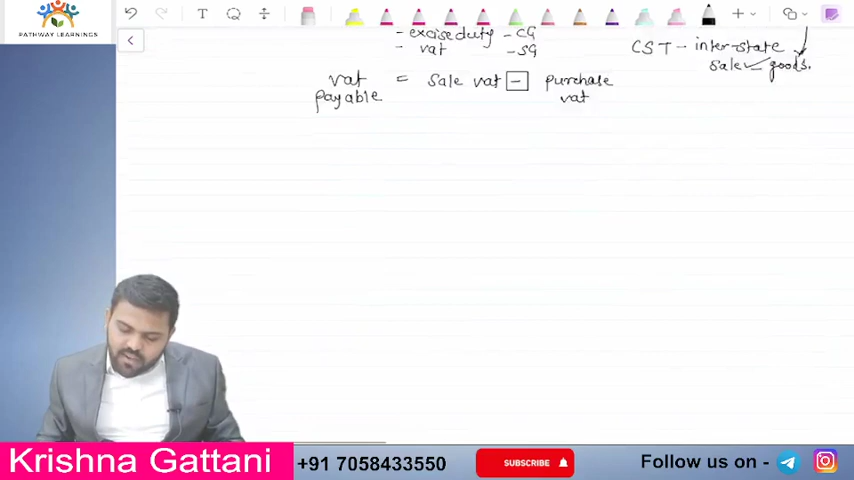 PATHWAY LEARNINGS
- excise duty - CG
- vat - SG
CST - inter-state
sale - goods.
vat payable = sale vat - purchase vat
Krishna Gattani
+91 7058433550
SUBSCRIBE
Follow us on -